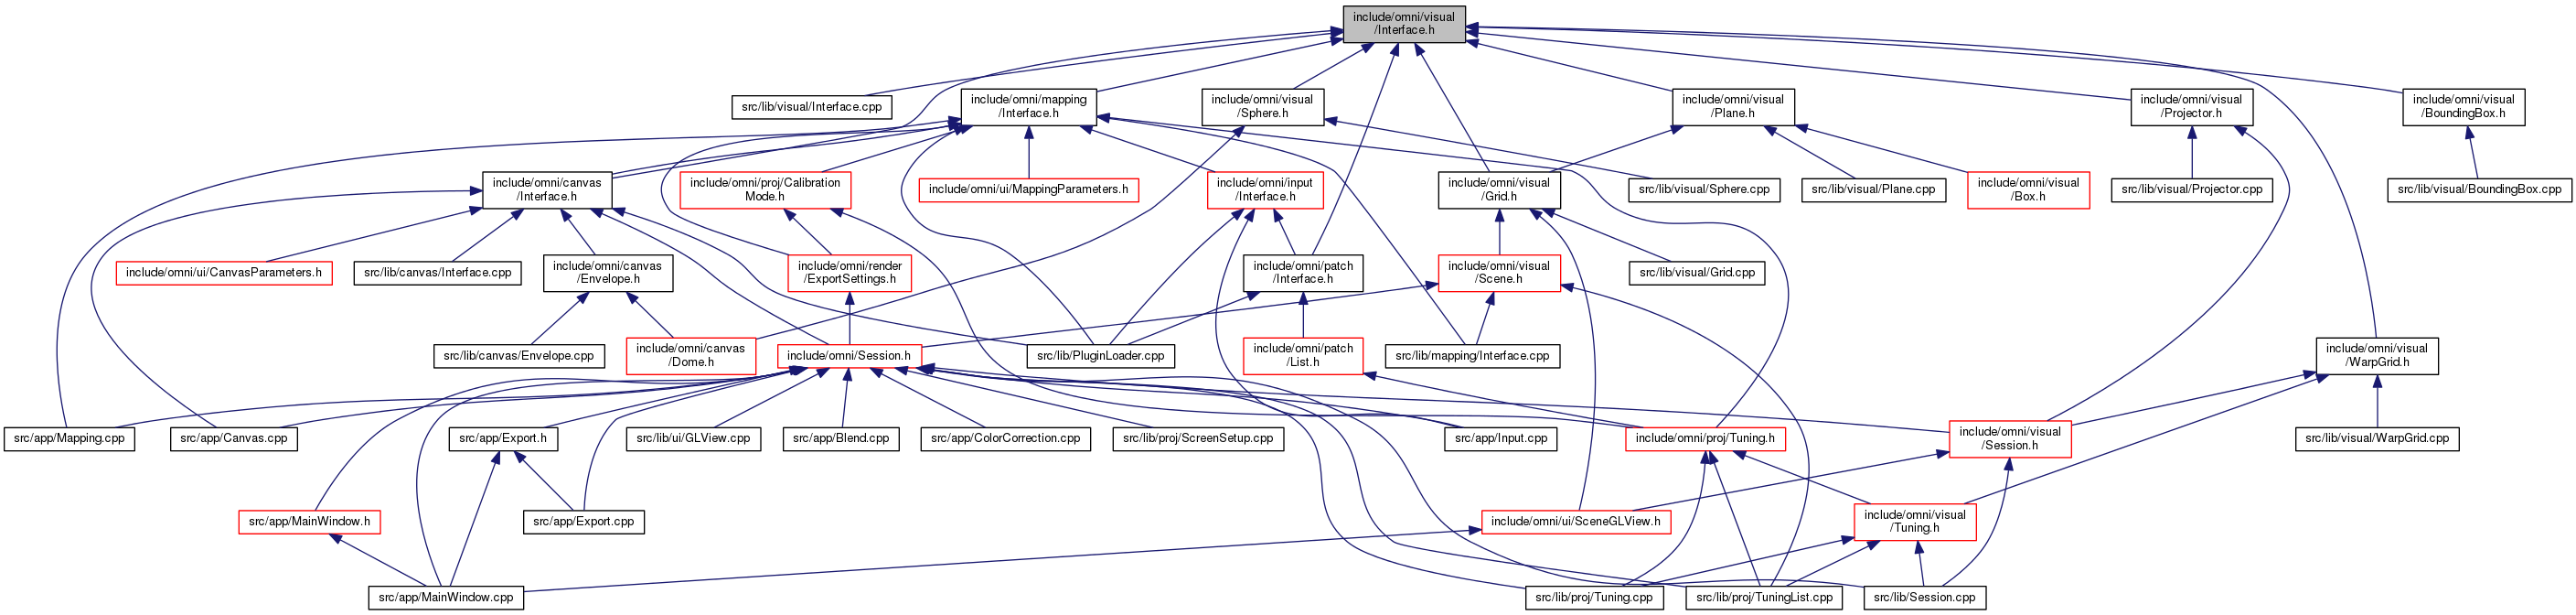 include/omni/visual
/Interface.h
src/lib/visual/Interface.cpp
include/omni/mapping
/Interface.h
include/omni/visual
/Sphere.h
include/omni/visual
/Plane.h
include/omni/visual
/Projector.h
include/omni/visual
/BoundingBox.h
include/omni/canvas
/Interface.h
include/omni/proj/Calibration
Mode.h
include/omni/ui/MappingParameters.h
include/omni/input
/Interface.h
include/omni/visual
/Grid.h
src/lib/visual/Sphere.cpp
src/lib/visual/Plane.cpp
include/omni/visual
/Box.h
src/lib/visual/Projector.cpp
src/lib/visual/BoundingBox.cpp
include/omni/ui/CanvasParameters.h
src/lib/canvas/Interface.cpp
include/omni/canvas
/Envelope.h
include/omni/render
/ExportSettings.h
include/omni/patch
/Interface.h
include/omni/visual
/Scene.h
src/lib/visual/Grid.cpp
src/lib/canvas/Envelope.cpp
include/omni/canvas
/Dome.h
include/omni/Session.h
src/lib/PluginLoader.cpp
include/omni/patch
/List.h
src/lib/mapping/Interface.cpp
include/omni/visual
/WarpGrid.h
src/app/Mapping.cpp
src/app/Canvas.cpp
src/app/Export.h
src/lib/ui/GLView.cpp
src/app/Blend.cpp
src/app/ColorCorrection.cpp
src/lib/proj/ScreenSetup.cpp
src/app/Input.cpp
include/omni/proj/Tuning.h
include/omni/visual
/Session.h
src/lib/visual/WarpGrid.cpp
src/app/MainWindow.h
src/app/Export.cpp
include/omni/ui/SceneGLView.h
include/omni/visual
/Tuning.h
src/app/MainWindow.cpp
src/lib/proj/Tuning.cpp
src/lib/proj/TuningList.cpp
src/lib/Session.cpp